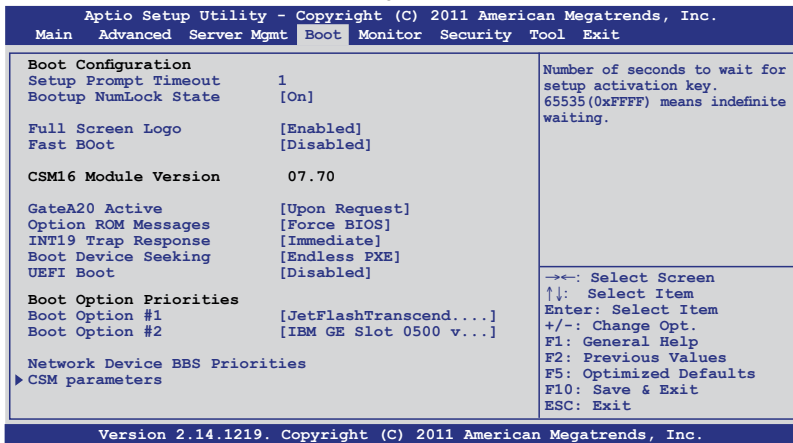 Aptio Setup Utility - Copyright (C) 2011 American Megatrends, Inc.
Main Advanced Server Mgmt Boot Monitor Security Tool Exit
Boot Configuration
Setup Prompt Timeout 1
Bootup NumLock State [On]
Full Screen Logo [Enabled]
Fast BOot [Disabled]
CSM16 Module Version 07.70
GateA20 Active [Upon Request]
Option ROM Messages [Force BIOS]
INT19 Trap Response [Immediate]
Boot Device Seeking [Endless PXE]
UEFI Boot [Disabled]
Boot Option Priorities
Boot Option #1 [JetFlashTranscend....]
Boot Option #2 [IBM GE Slot 0500 v...]
Network Device BBS Priorities
CSM parameters
Number of seconds to wait for
setup activation key.
65535(0xFFFF) means indefinite
waiting.
→←: Select Screen
↑↓: Select Item
Enter: Select Item
+/-: Change Opt.
F1: General Help
F2: Previous Values
F5: Optimized Defaults
F10: Save & Exit
ESC: Exit
Version 2.14.1219. Copyright (C) 2011 American Megatrends, Inc.